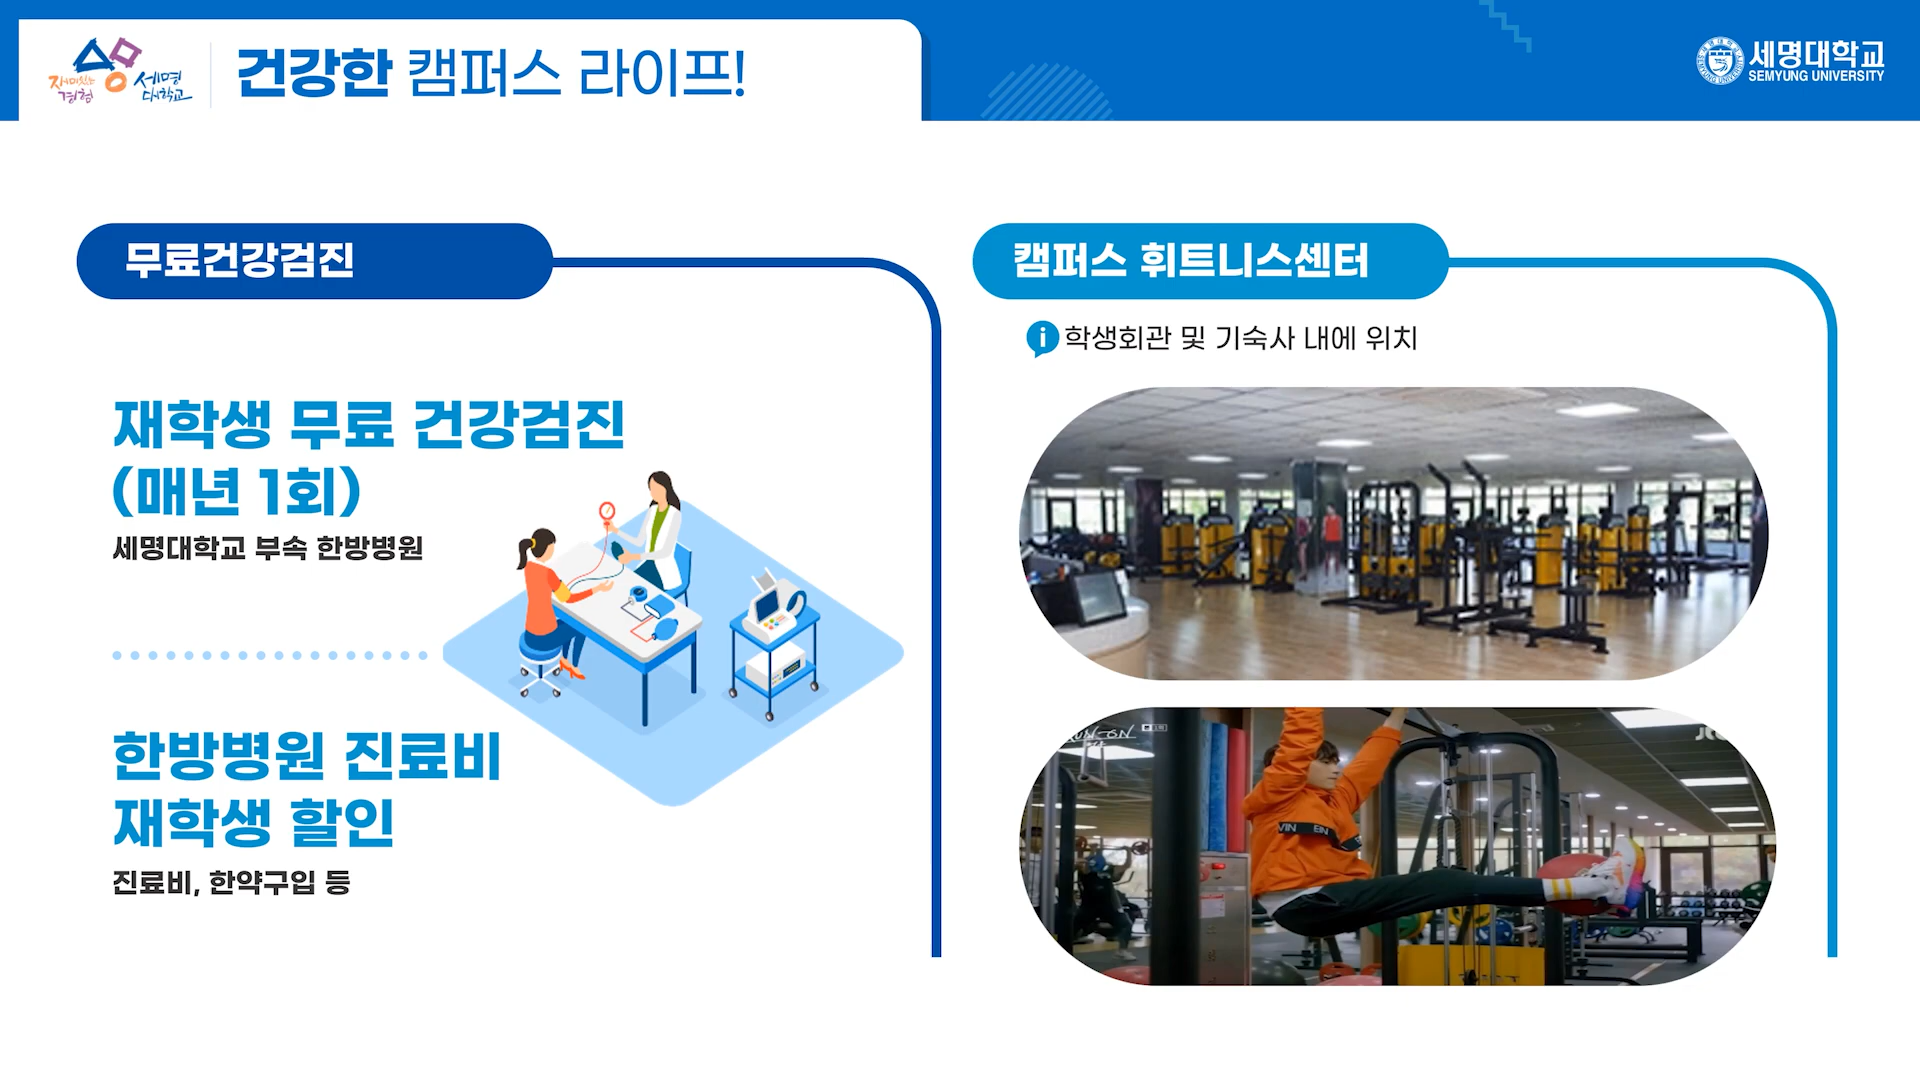 재미있는
경험
세명
대학교
건강한 캠퍼스 라이프!
세명대학교
SEMYUNG UNIVERSITY
무료건강검진
재학생 무료 건강검진
(매년 1회)
세명대학교 부속 한방병원
한방병원 진료비
재학생 할인
진료비, 한약구입 등
캠퍼스 휘트니스센터
학생회관 및 기숙사 내에 위치
RUN ON
VIN EIN